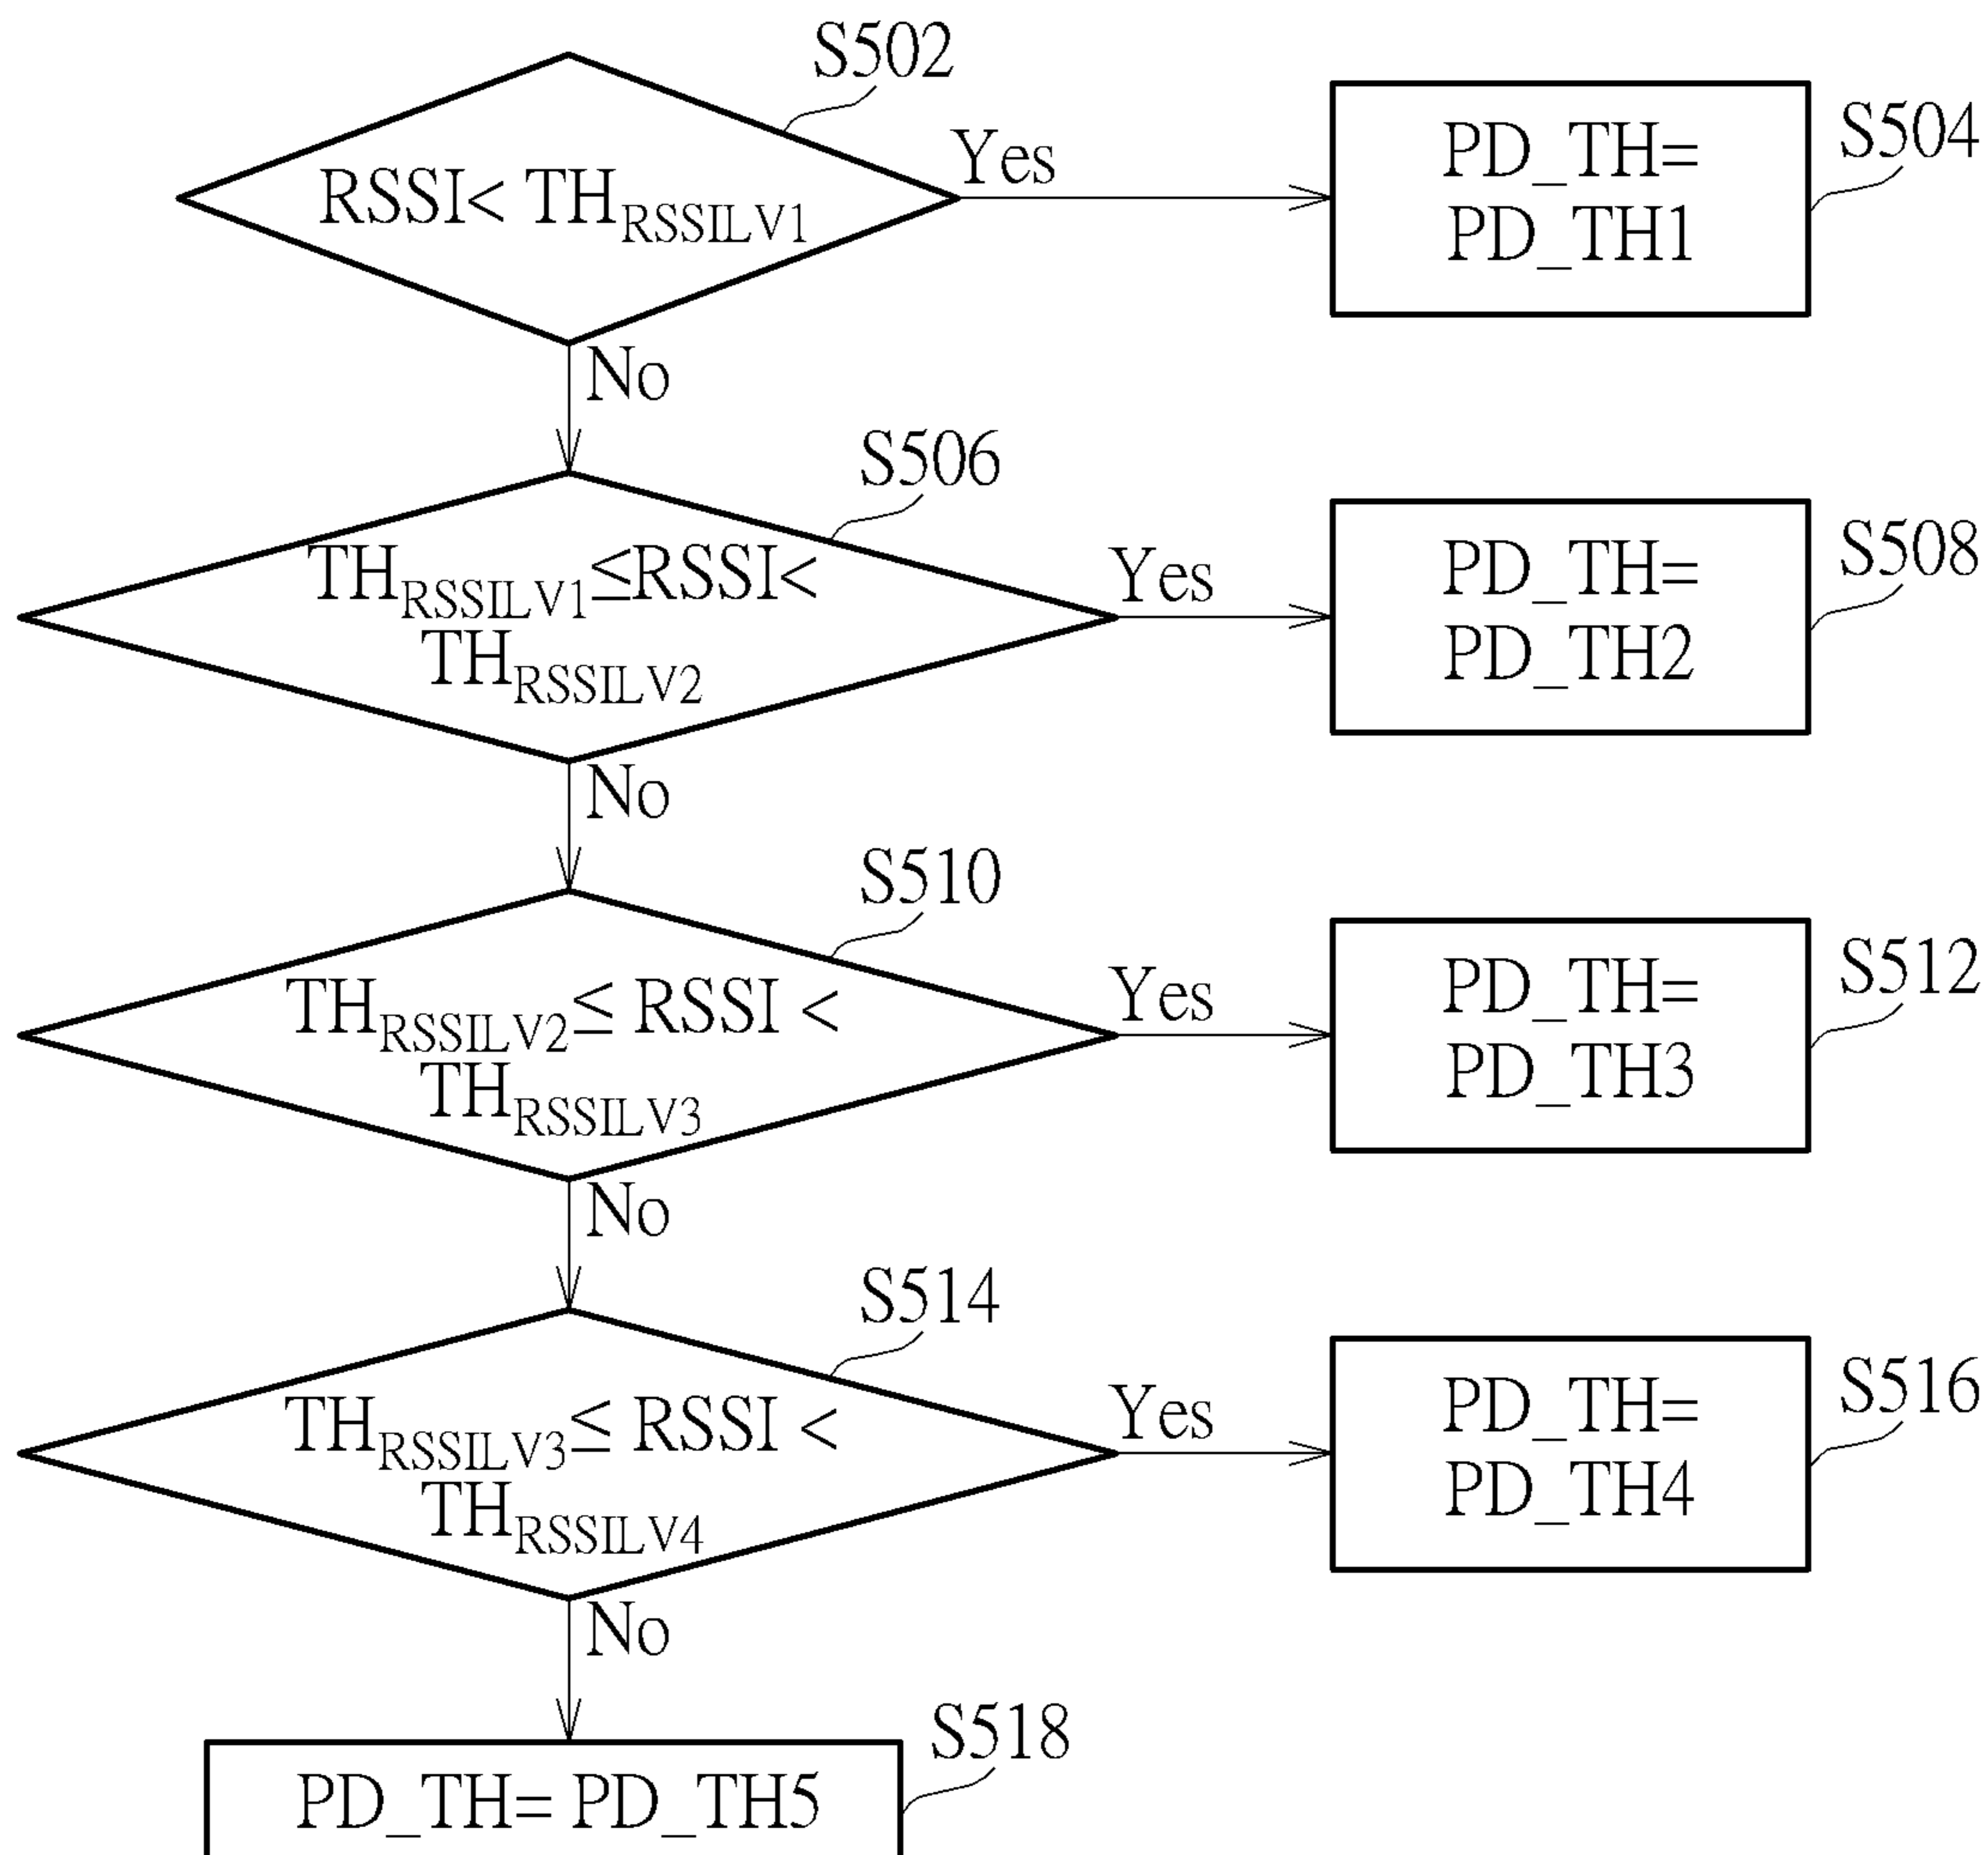 S502
RSSI< TH_RSSILV1
Yes
PD_TH=
PD_TH1
S504
No
S506
TH_RSSILV1≤RSSI<
TH_RSSILV2
Yes
PD_TH=
PD_TH2
S508
No
S510
TH_RSSILV2≤ RSSI <
TH_RSSILV3
Yes
PD_TH=
PD_TH3
S512
No
S514
TH_RSSILV3≤ RSSI <
TH_RSSILV4
Yes
PD_TH=
PD_TH4
S516
No
S518
PD_TH= PD_TH5